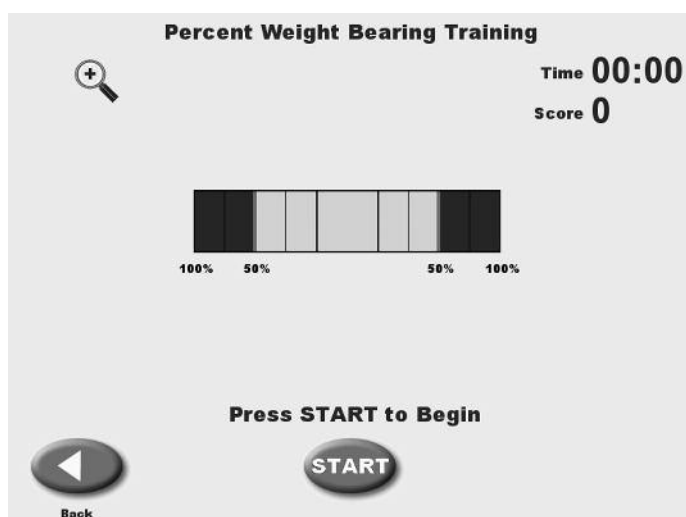 Percent Weight Bearing Training
Time 00:00
Score 0
100% 50% 50% 100%
Press START to Begin
START
Back